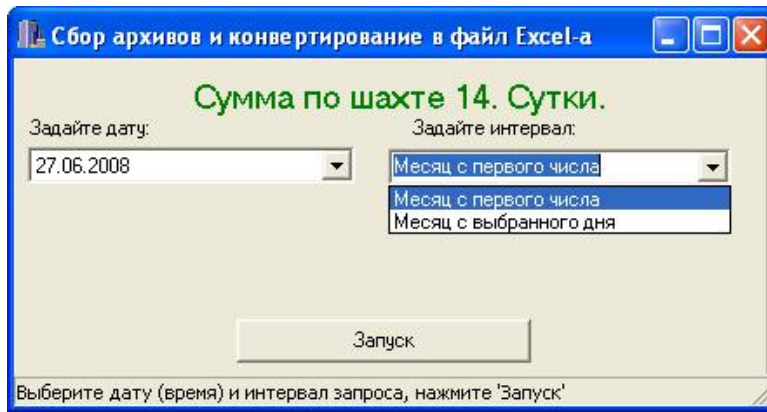 Сбор архивов и конвертирование в файл Excel-а
Сумма по шахте 14. Сутки.
Задайте дату:
Задайте интервал:
27.06.2008
Месяц с первого числа
Месяц с первого числа
Месяц с выбранного дня
Запуск
Выберите дату (время) и интервал запроса, нажмите 'Запуск'